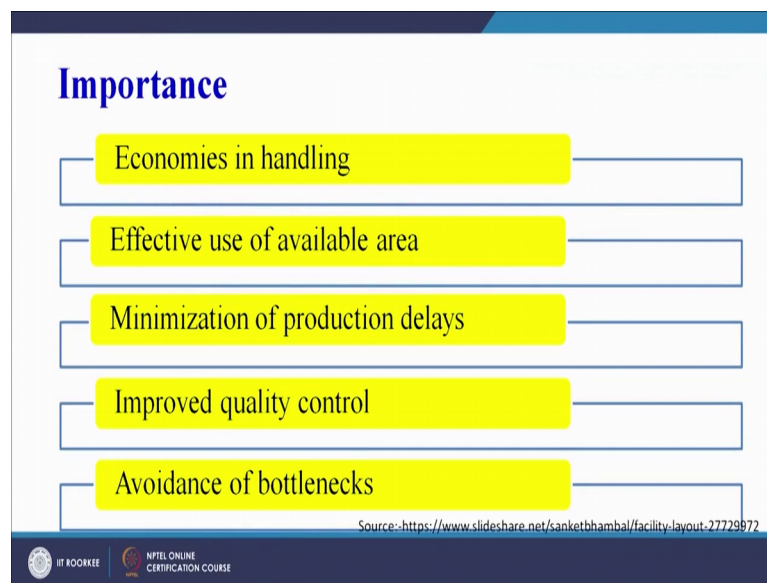 Importance
Economies in handling
Effective use of available area
Minimization of production delays
Improved quality control
Avoidance of bottlenecks
Source:-https://www.slideshare.net/sanketbhambal/facility-layout-27729972
IIT ROORKEE
NPTEL ONLINE
CERTIFICATION COURSE